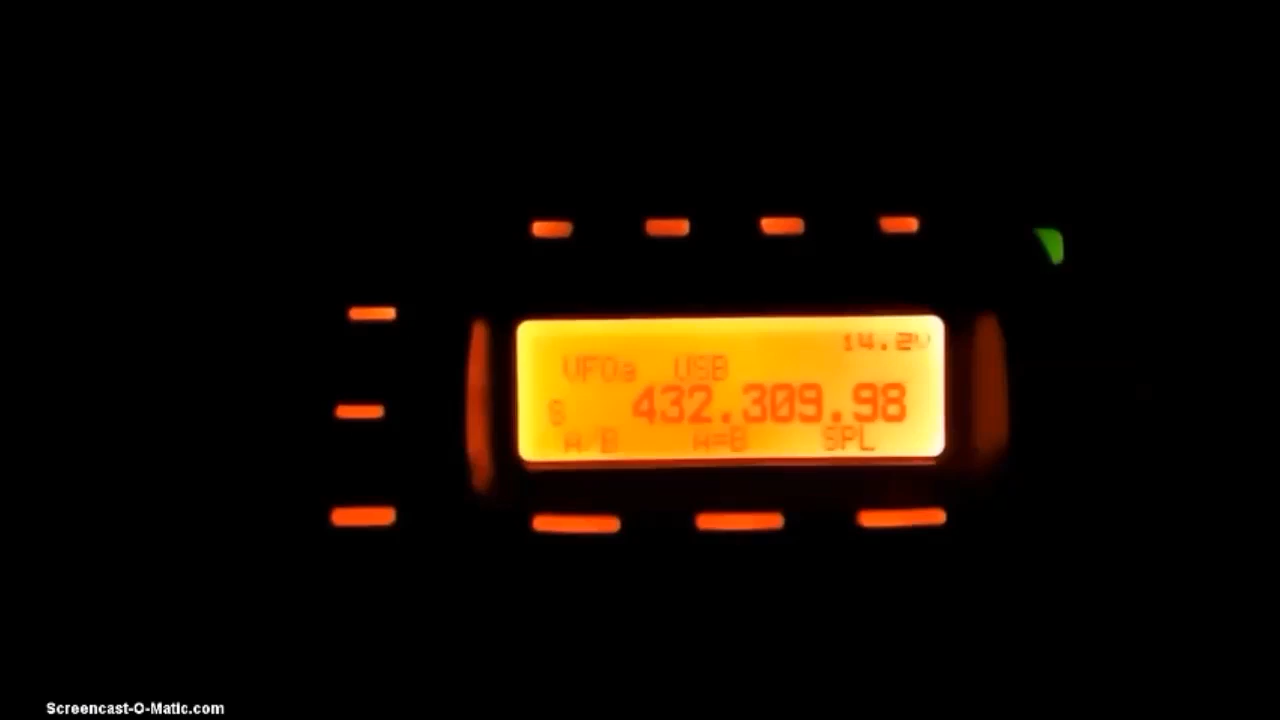 14.2V
VFOa USB
S 432.309.98
A/B A=B SPL
Screencast-O-Matic.com